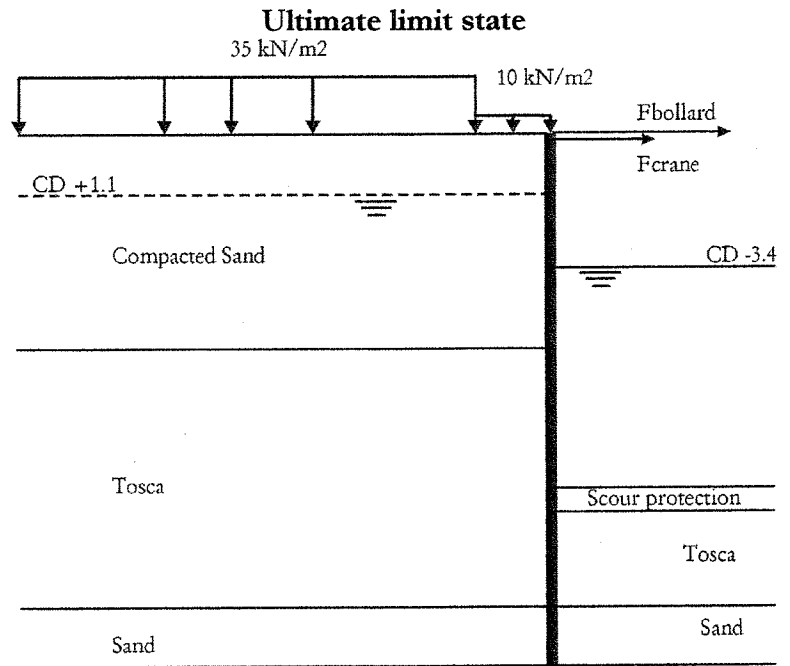 Ultimate limit state
35 kN/m2
10 kN/m2
Fbollard
Fcrane
CD +1.1
CD -3.4
Compacted Sand
Tosca
Scour protection
Tosca
Sand
Sand